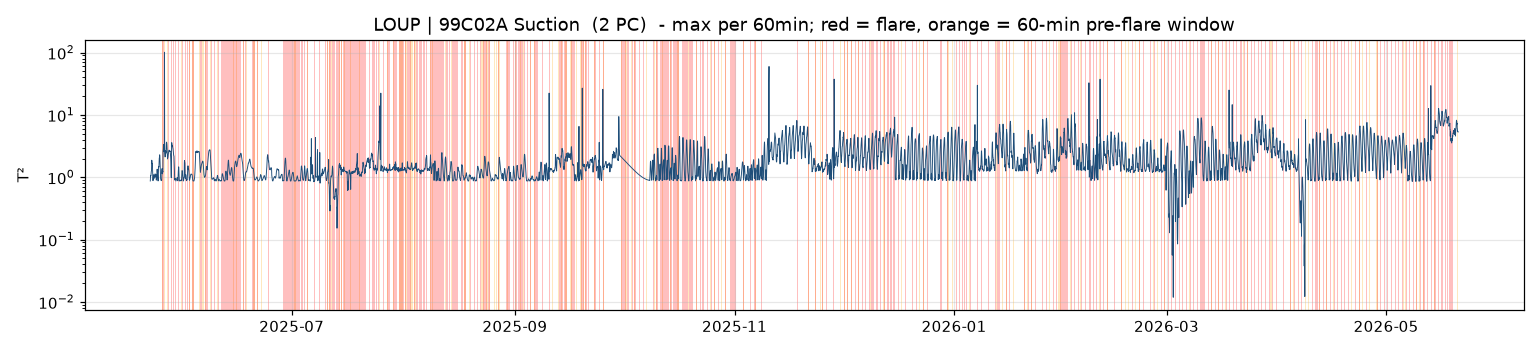 LOUP | 99C02A Suction  (2 PC)  - max per 60min; red = flare, orange = 60-min pre-flare window
T²
10²
10¹
10⁰
10⁻¹
10⁻²
2025-07 2025-09 2025-11 2026-01 2026-03 2026-05